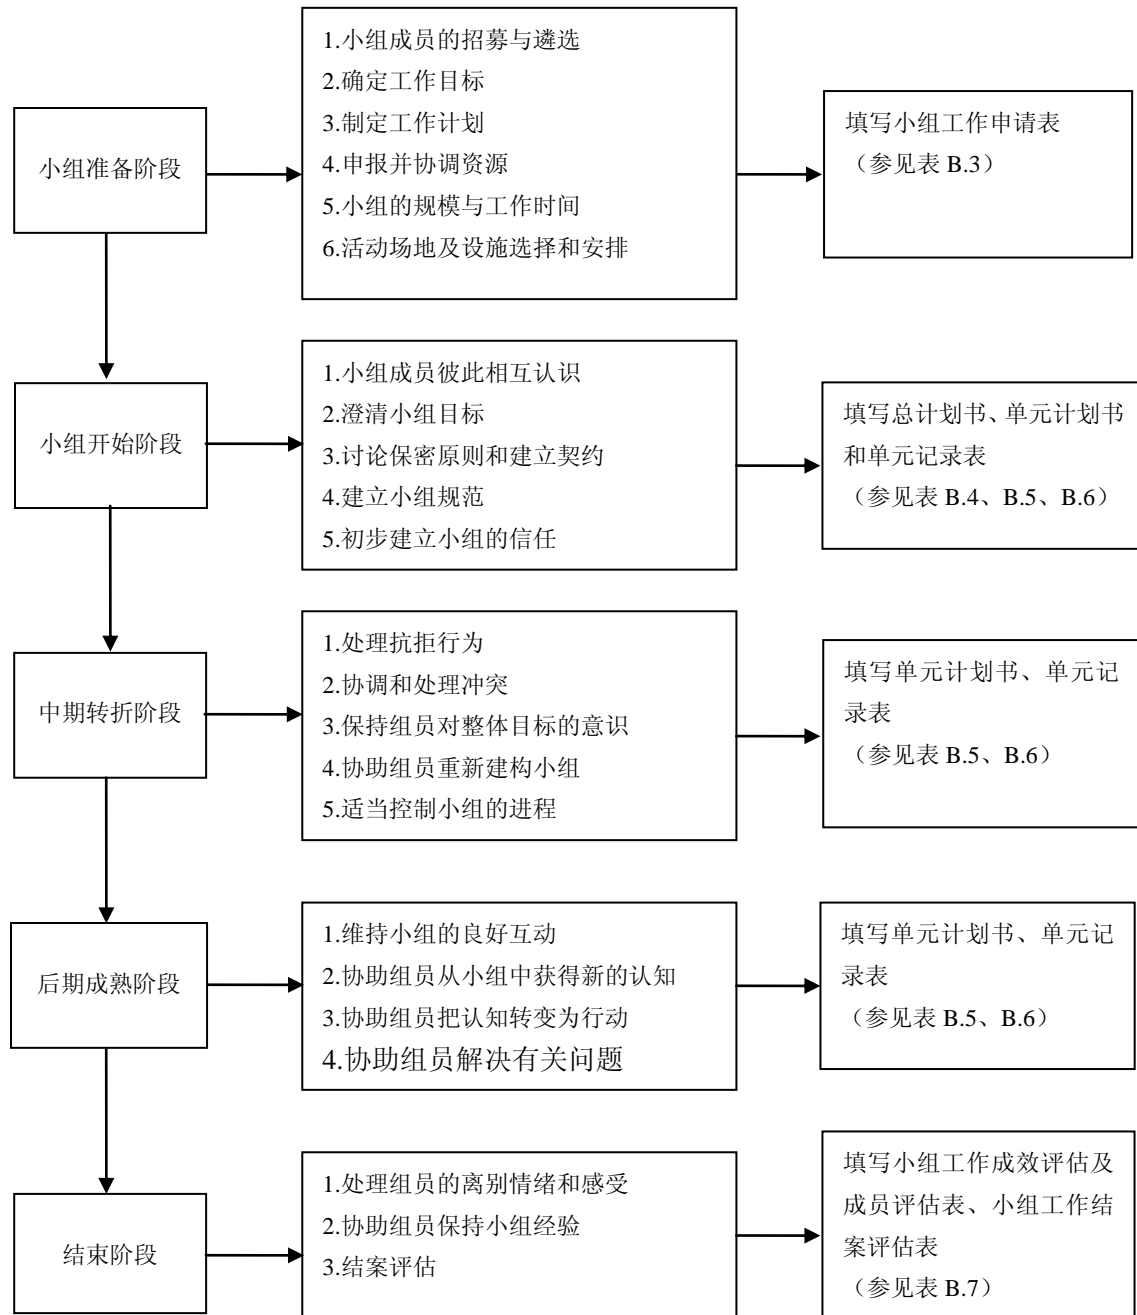 小组准备阶段
1.小组成员的招募与遴选
2.确定工作目标
3.制定工作计划
4.申报并协调资源
5.小组的规模与工作时间
6.活动场地及设施选择和安排
填写小组工作申请表
（参见表 B.3）
小组开始阶段
1.小组成员彼此相互认识
2.澄清小组目标
3.讨论保密原则和建立契约
4.建立小组规范
5.初步建立小组的信任
填写总计划书、单元计划书
和单元记录表
（参见表 B.4、B.5、B.6）
中期转折阶段
1.处理抗拒行为
2.协调和处理冲突
3.保持组员对整体目标的意识
4.协助组员重新建构小组
5.适当控制小组的进程
填写单元计划书、单元记
录表
（参见表 B.5、B.6）
后期成熟阶段
1.维持小组的良好互动
2.协助组员从小组中获得新的认知
3.协助组员把认知转变为行动
4.协助组员解决有关问题
填写单元计划书、单元记
录表
（参见表 B.5、B.6）
结束阶段
1.处理组员的离别情绪和感受
2.协助组员保持小组经验
3.结案评估
填写小组工作成效评估及
成员评估表、小组工作结
案评估表
（参见表 B.7）